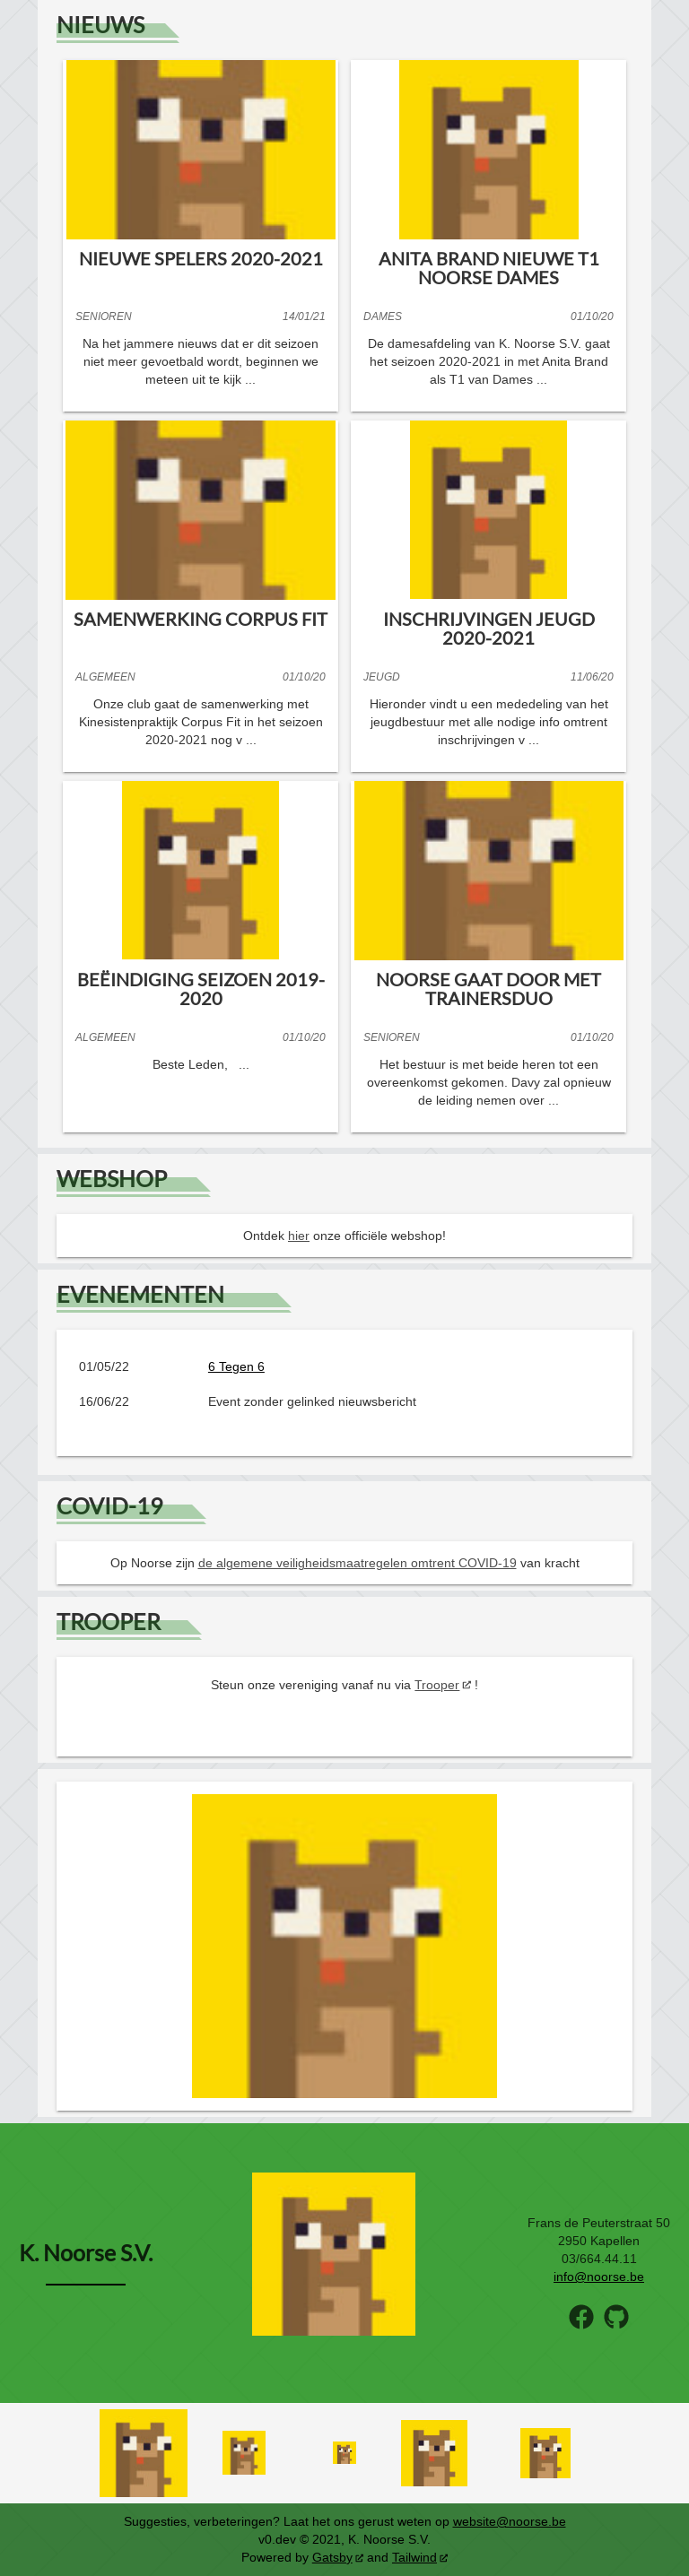 NIEUWS
NIEUWE SPELERS 2020-2021
SENIOREN 14/01/21
Na het jammere nieuws dat er dit seizoen
niet meer gevoetbald wordt, beginnen we
meteen uit te kijk ...
ANITA BRAND NIEUWE T1
NOORSE DAMES
DAMES 01/10/20
De damesafdeling van K. Noorse S.V. gaat
het seizoen 2020-2021 in met Anita Brand
als T1 van Dames ...
SAMENWERKING CORPUS FIT
ALGEMEEN 01/10/20
Onze club gaat de samenwerking met
Kinesistenpraktijk Corpus Fit in het seizoen
2020-2021 nog v ...
INSCHRIJVINGEN JEUGD
2020-2021
JEUGD 11/06/20
Hieronder vindt u een mededeling van het
jeugdbestuur met alle nodige info omtrent
inschrijvingen v ...
BEËINDIGING SEIZOEN 2019-
2020
ALGEMEEN 01/10/20
Beste Leden, ...
NOORSE GAAT DOOR MET
TRAINERSDUO
SENIOREN 01/10/20
Het bestuur is met beide heren tot een
overeenkomst gekomen. Davy zal opnieuw
de leiding nemen over ...
WEBSHOP
Ontdek hier onze officiële webshop!
EVENEMENTEN
01/05/22 6 Tegen 6
16/06/22 Event zonder gelinked nieuwsbericht
COVID-19
Op Noorse zijn de algemene veiligheidsmaatregelen omtrent COVID-19 van kracht
TROOPER
Steun onze vereniging vanaf nu via Trooper !
K. Noorse S.V.
Frans de Peuterstraat 50
2950 Kapellen
03/664.44.11
info@noorse.be
Suggesties, verbeteringen? Laat het ons gerust weten op website@noorse.be
v0.dev © 2021, K. Noorse S.V.
Powered by Gatsby and Tailwind